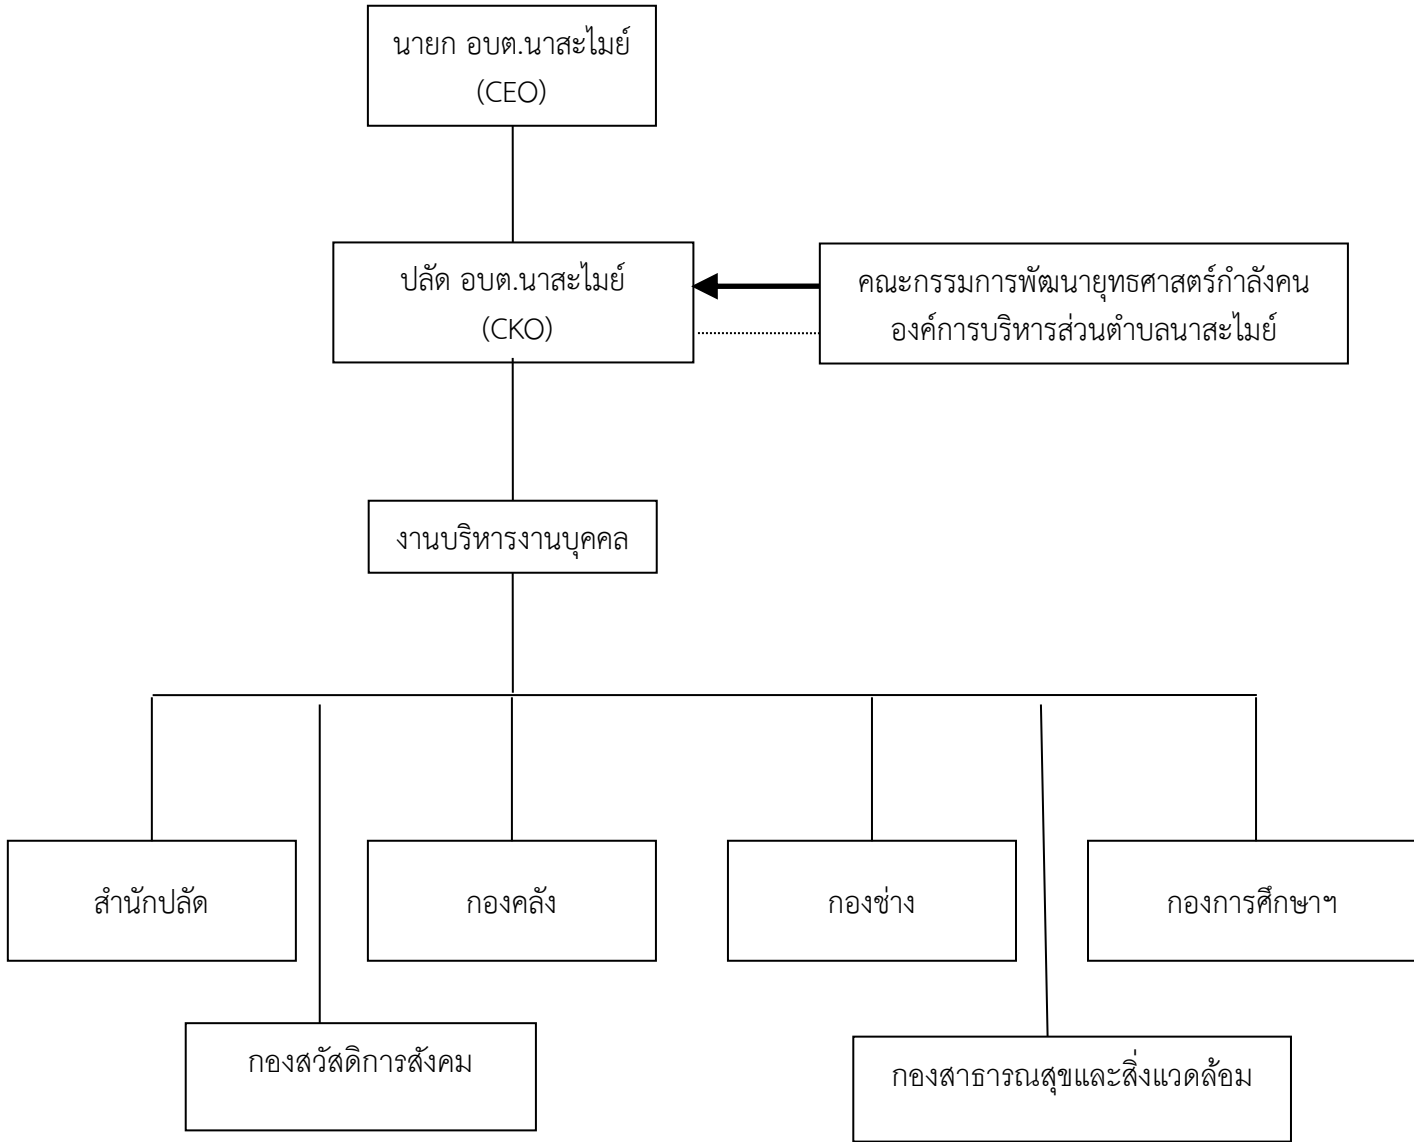 นายก อบต.นาสะไมย์
(CEO)
ปลัด อบต.นาสะไมย์
(CKO)
คณะกรรมการพัฒนายุทธศาสตร์กำลังคน
องค์การบริหารส่วนตำบลนาสะไมย์
งานบริหารงานบุคคล
สำนักปลัด
กองคลัง
กองช่าง
กองการศึกษาฯ
กองสวัสดิการสังคม
กองสาธารณสุขและสิ่งแวดล้อม